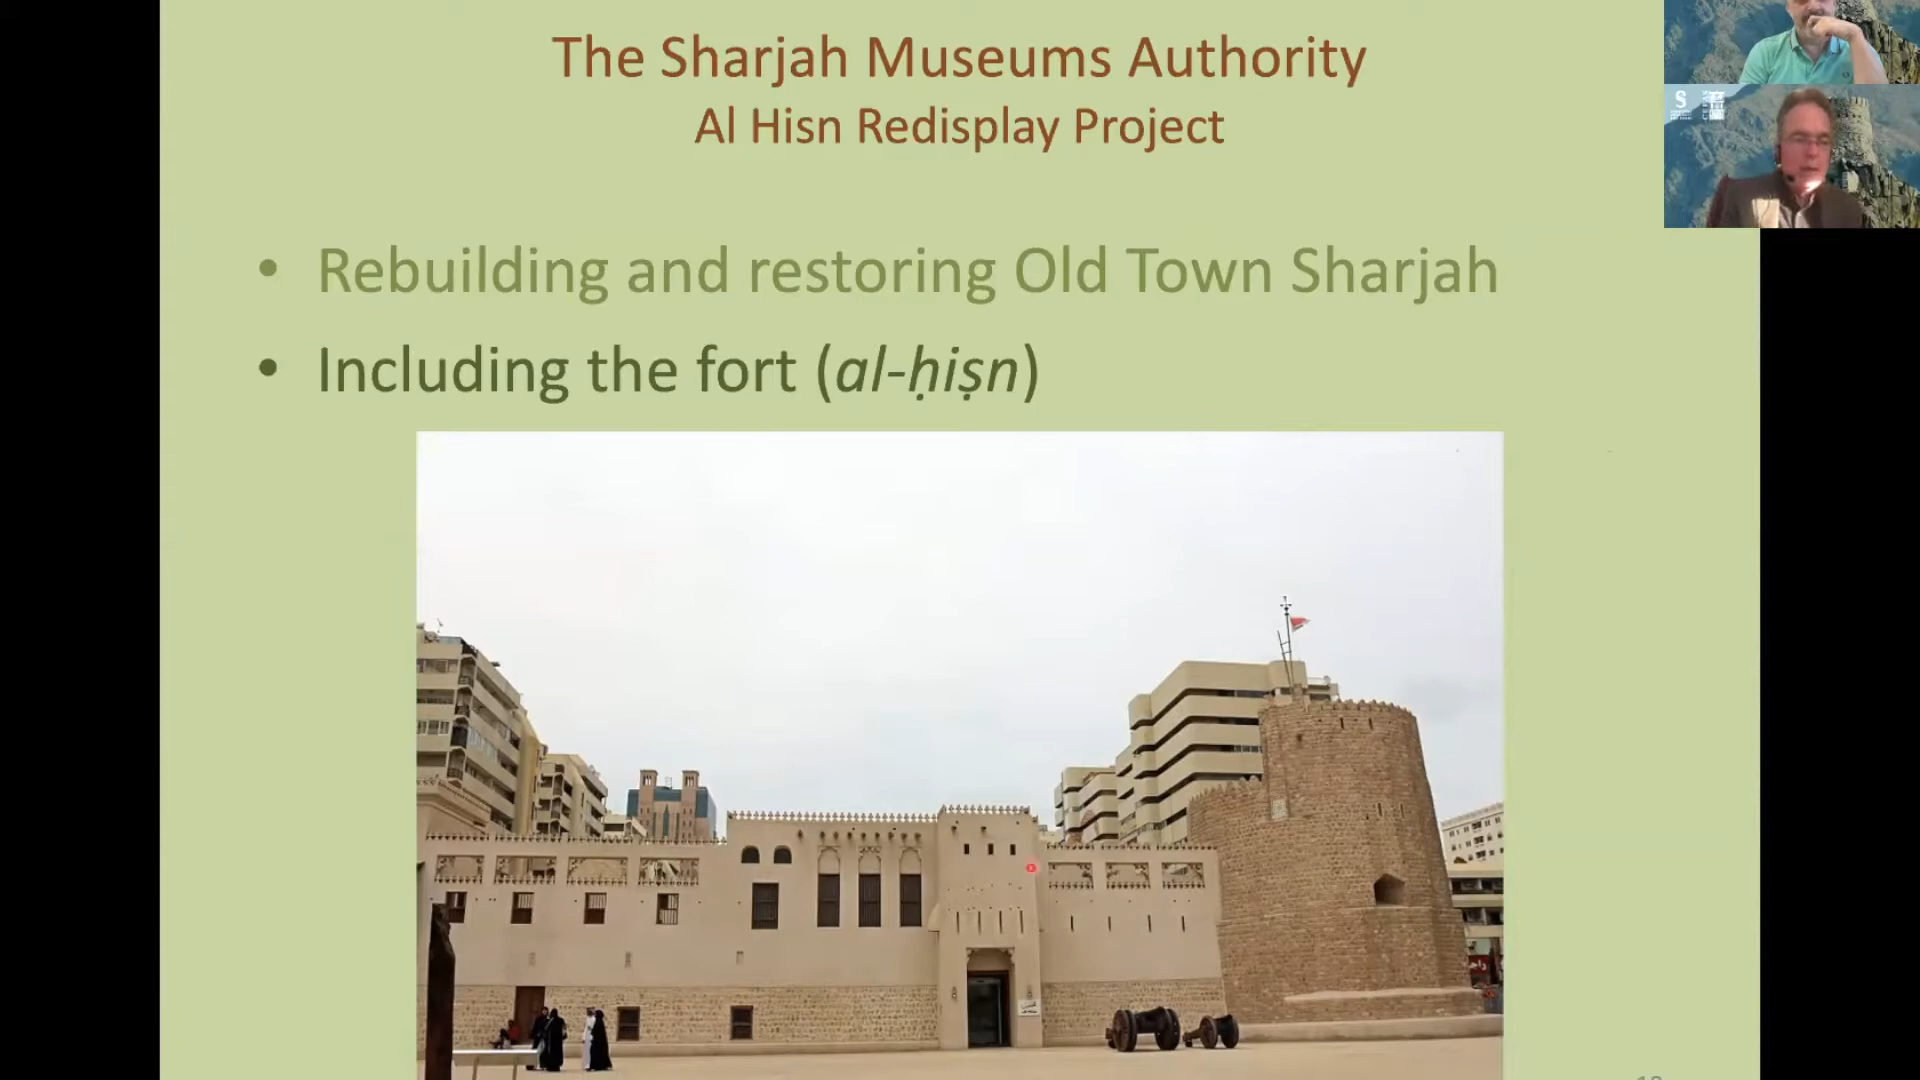 The Sharjah Museums Authority
Al Hisn Redisplay Project
• Rebuilding and restoring Old Town Sharjah
• Including the fort (al-ḥiṣn)